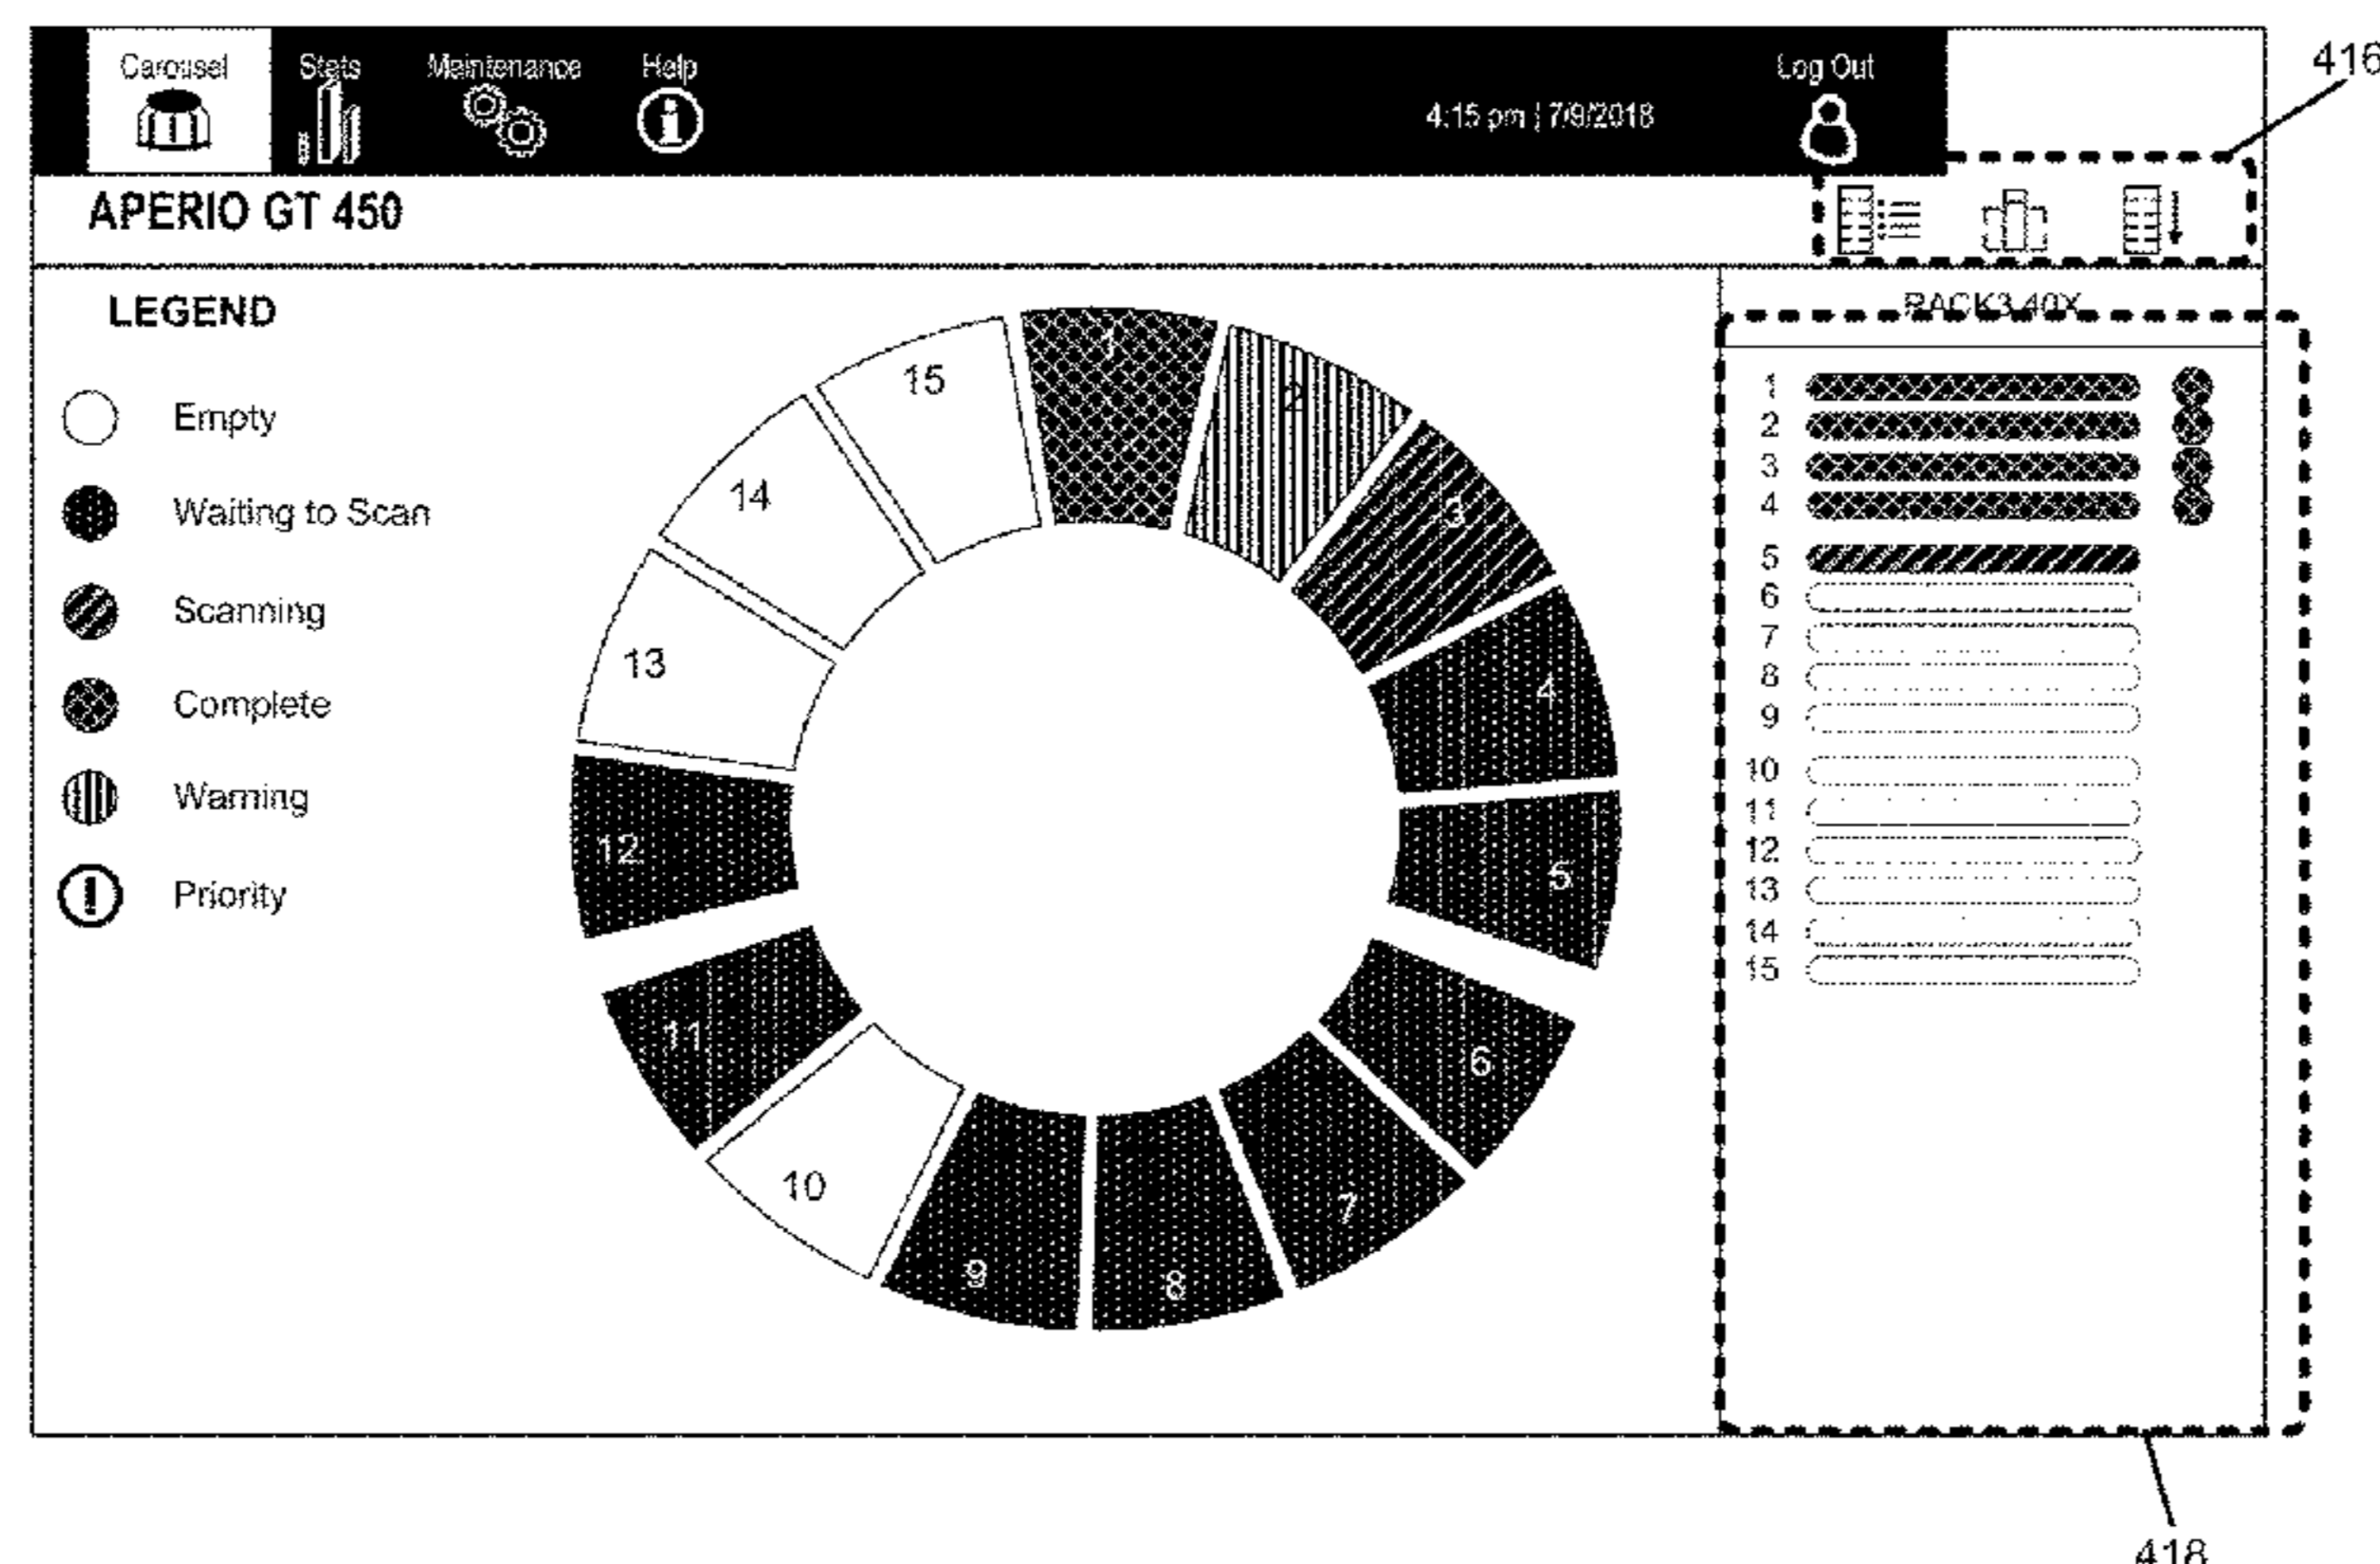 Carousel Stats Maintenance Help
4:15 pm | 7/9/2018
Log Out
416
APERIO GT 450
LEGEND
Empty
Waiting to Scan
Scanning
Complete
Warning
Priority
1
2
3
4
5
6
7
8
9
10
11
12
13
14
15
RACK3 40X
1
2
3
4
5
6
7
8
9
10
11
12
13
14
15
418